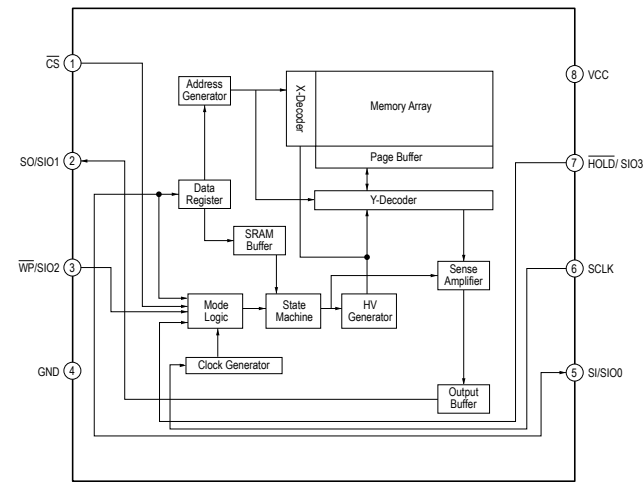 CS
1
SO/SIO1
2
WP/SIO2
3
GND
4
Address
Generator
X-Decoder
Memory Array
Page Buffer
Y-Decoder
Data
Register
SRAM
Buffer
Mode
Logic
State
Machine
HV
Generator
Sense
Amplifier
Clock Generator
Output
Buffer
8
VCC
7
HOLD/ SIO3
6
SCLK
5
SI/SIO0